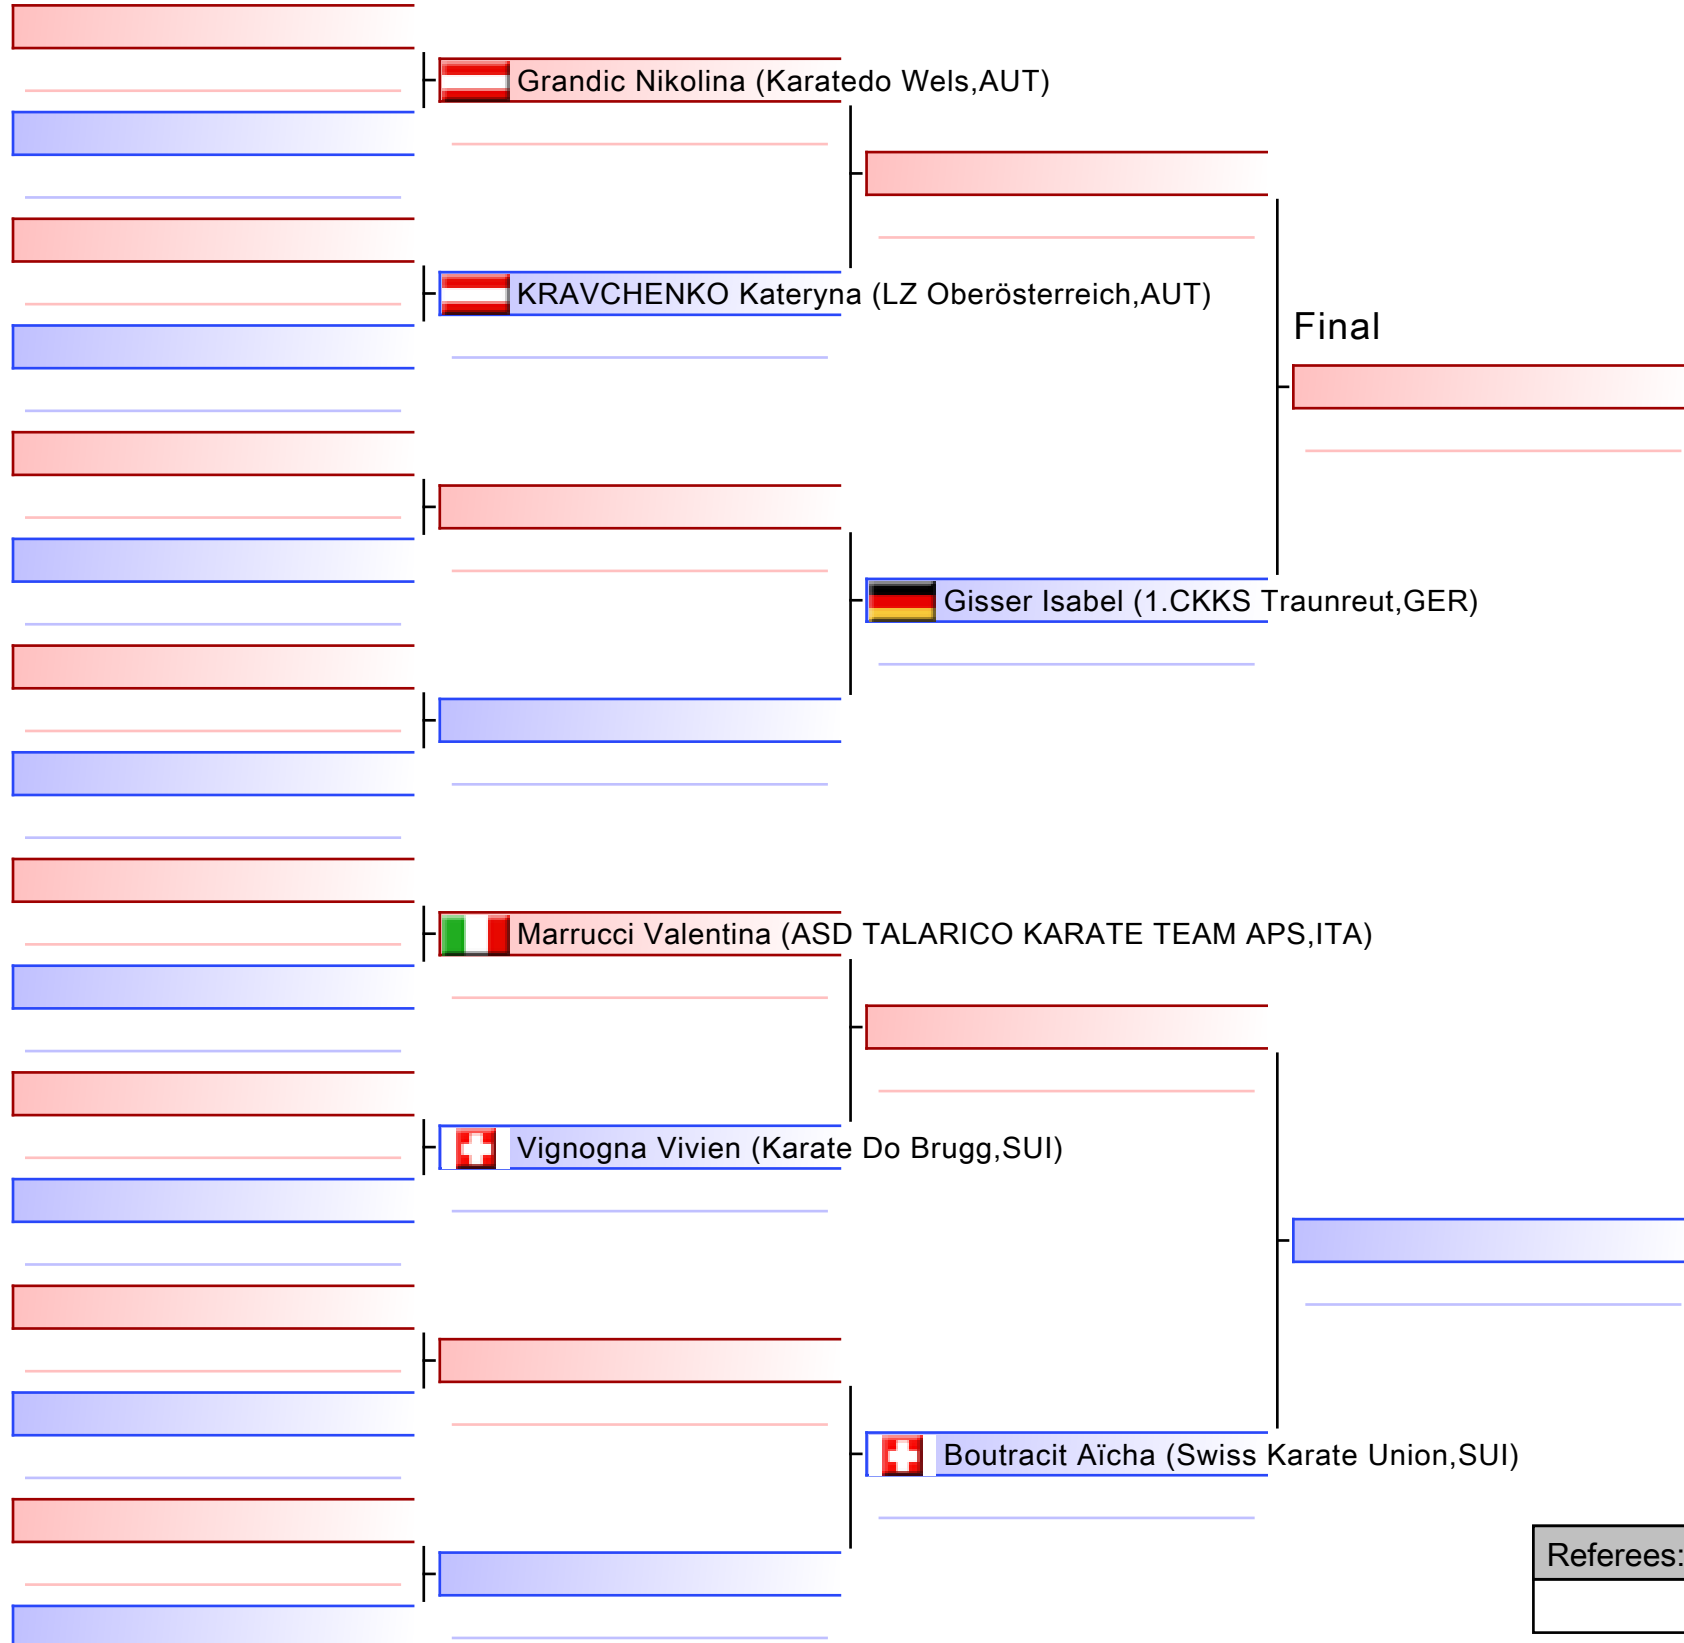 Grandic Nikolina (Karatedo Wels,AUT)
KRAVCHENKO Kateryna (LZ Oberösterreich,AUT)
Final
Gisser Isabel (1.CKKS Traunreut,GER)
Marrucci Valentina (ASD TALARICO KARATE TEAM APS,ITA)
Vignogna Vivien (Karate Do Brugg,SUI)
Boutracit Aïcha (Swiss Karate Union,SUI)
Referees: